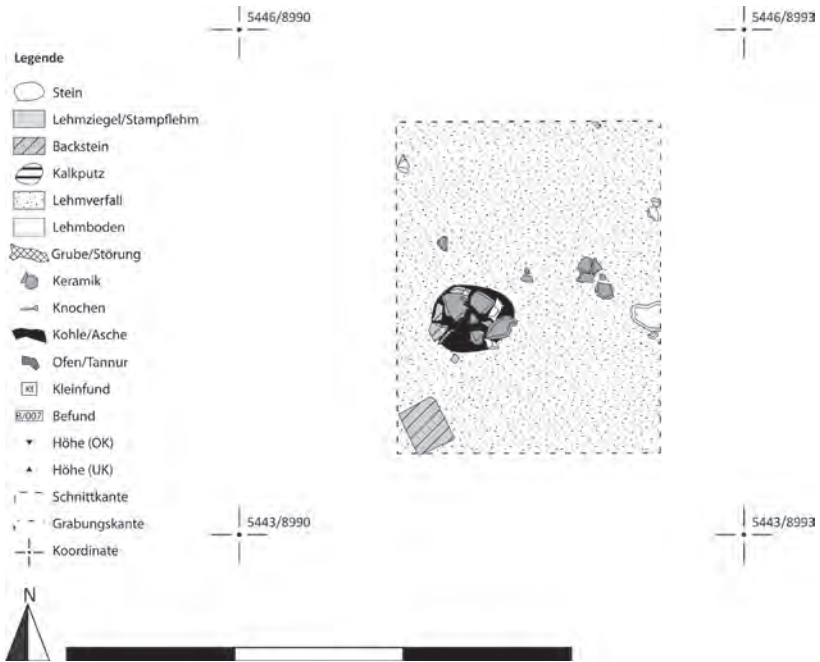 5446/8990
5446/8993
Legende
Stein
Lehmziegel/Stampflehm
Backstein
Kalkputz
Lehmverfall
Lehmboden
Grube/Störung
Keramik
Knochen
Kohle/Asche
Ofen/Tannur
Kf Kleinfund
B/007 Befund
Höhe (OK)
Höhe (UK)
Schnittkante
Grabungskante
Koordinate
5443/8990
5443/8993
N